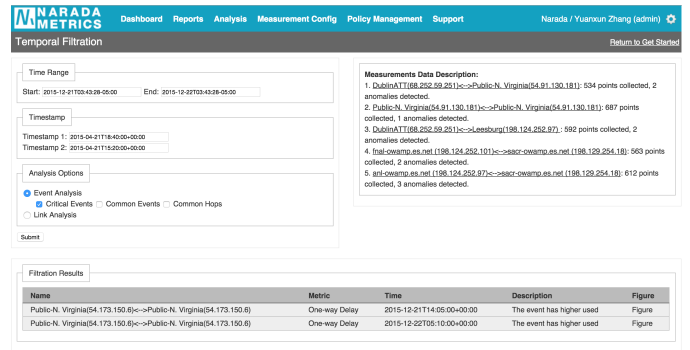 NARADA
METRICS
Dashboard Reports Analysis Measurement Config Policy Management Support
Narada / Yuanxun Zhang (admin)
Temporal Filtration
Return to Get Started
Time Range
Start: 2015-12-21T03:43:28-05:00 End: 2015-12-22T03:43:28-05:00
Timestamp
Timestamp 1: 2015-04-21T18:40:00+00:00
Timestamp 2: 2015-04-21T15:20:00+00:00
Analysis Options
Event Analysis
Critical Events Common Events Common Hops
Link Analysis
Submit
Measurements Data Description:
1. DublinATT(68.252.59.251)<-->Public-N. Virginia(54.91.130.181): 534 points collected, 2
anomalies detected.
2. Public-N. Virginia(54.91.130.181)<-->Public-N. Virginia(54.91.130.181): 687 points
collected, 1 anomalies detected.
3. DublinATT(68.252.59.251)<-->Leesburg(198.124.252.97) : 592 points collected, 2
anomalies detected.
4. fnal-owamp.es.net (198.124.252.101)<-->sacr-owamp.es.net (198.129.254.18): 563 points
collected, 2 anomalies detected.
5. anl-owamp.es.net (198.124.252.97)<-->sacr-owamp.es.net (198.129.254.18): 612 points
collected, 3 anomalies detected.
Filtration Results
Name Metric Time Description Figure
Public-N. Virginia(54.173.150.6)<-->Public-N. Virginia(54.173.150.6) One-way Delay 2015-12-21T14:05:00+00:00 The event has higher used Figure
Public-N. Virginia(54.173.150.6)<-->Public-N. Virginia(54.173.150.6) One-way Delay 2015-12-22T05:10:00+00:00 The event has higher used Figure